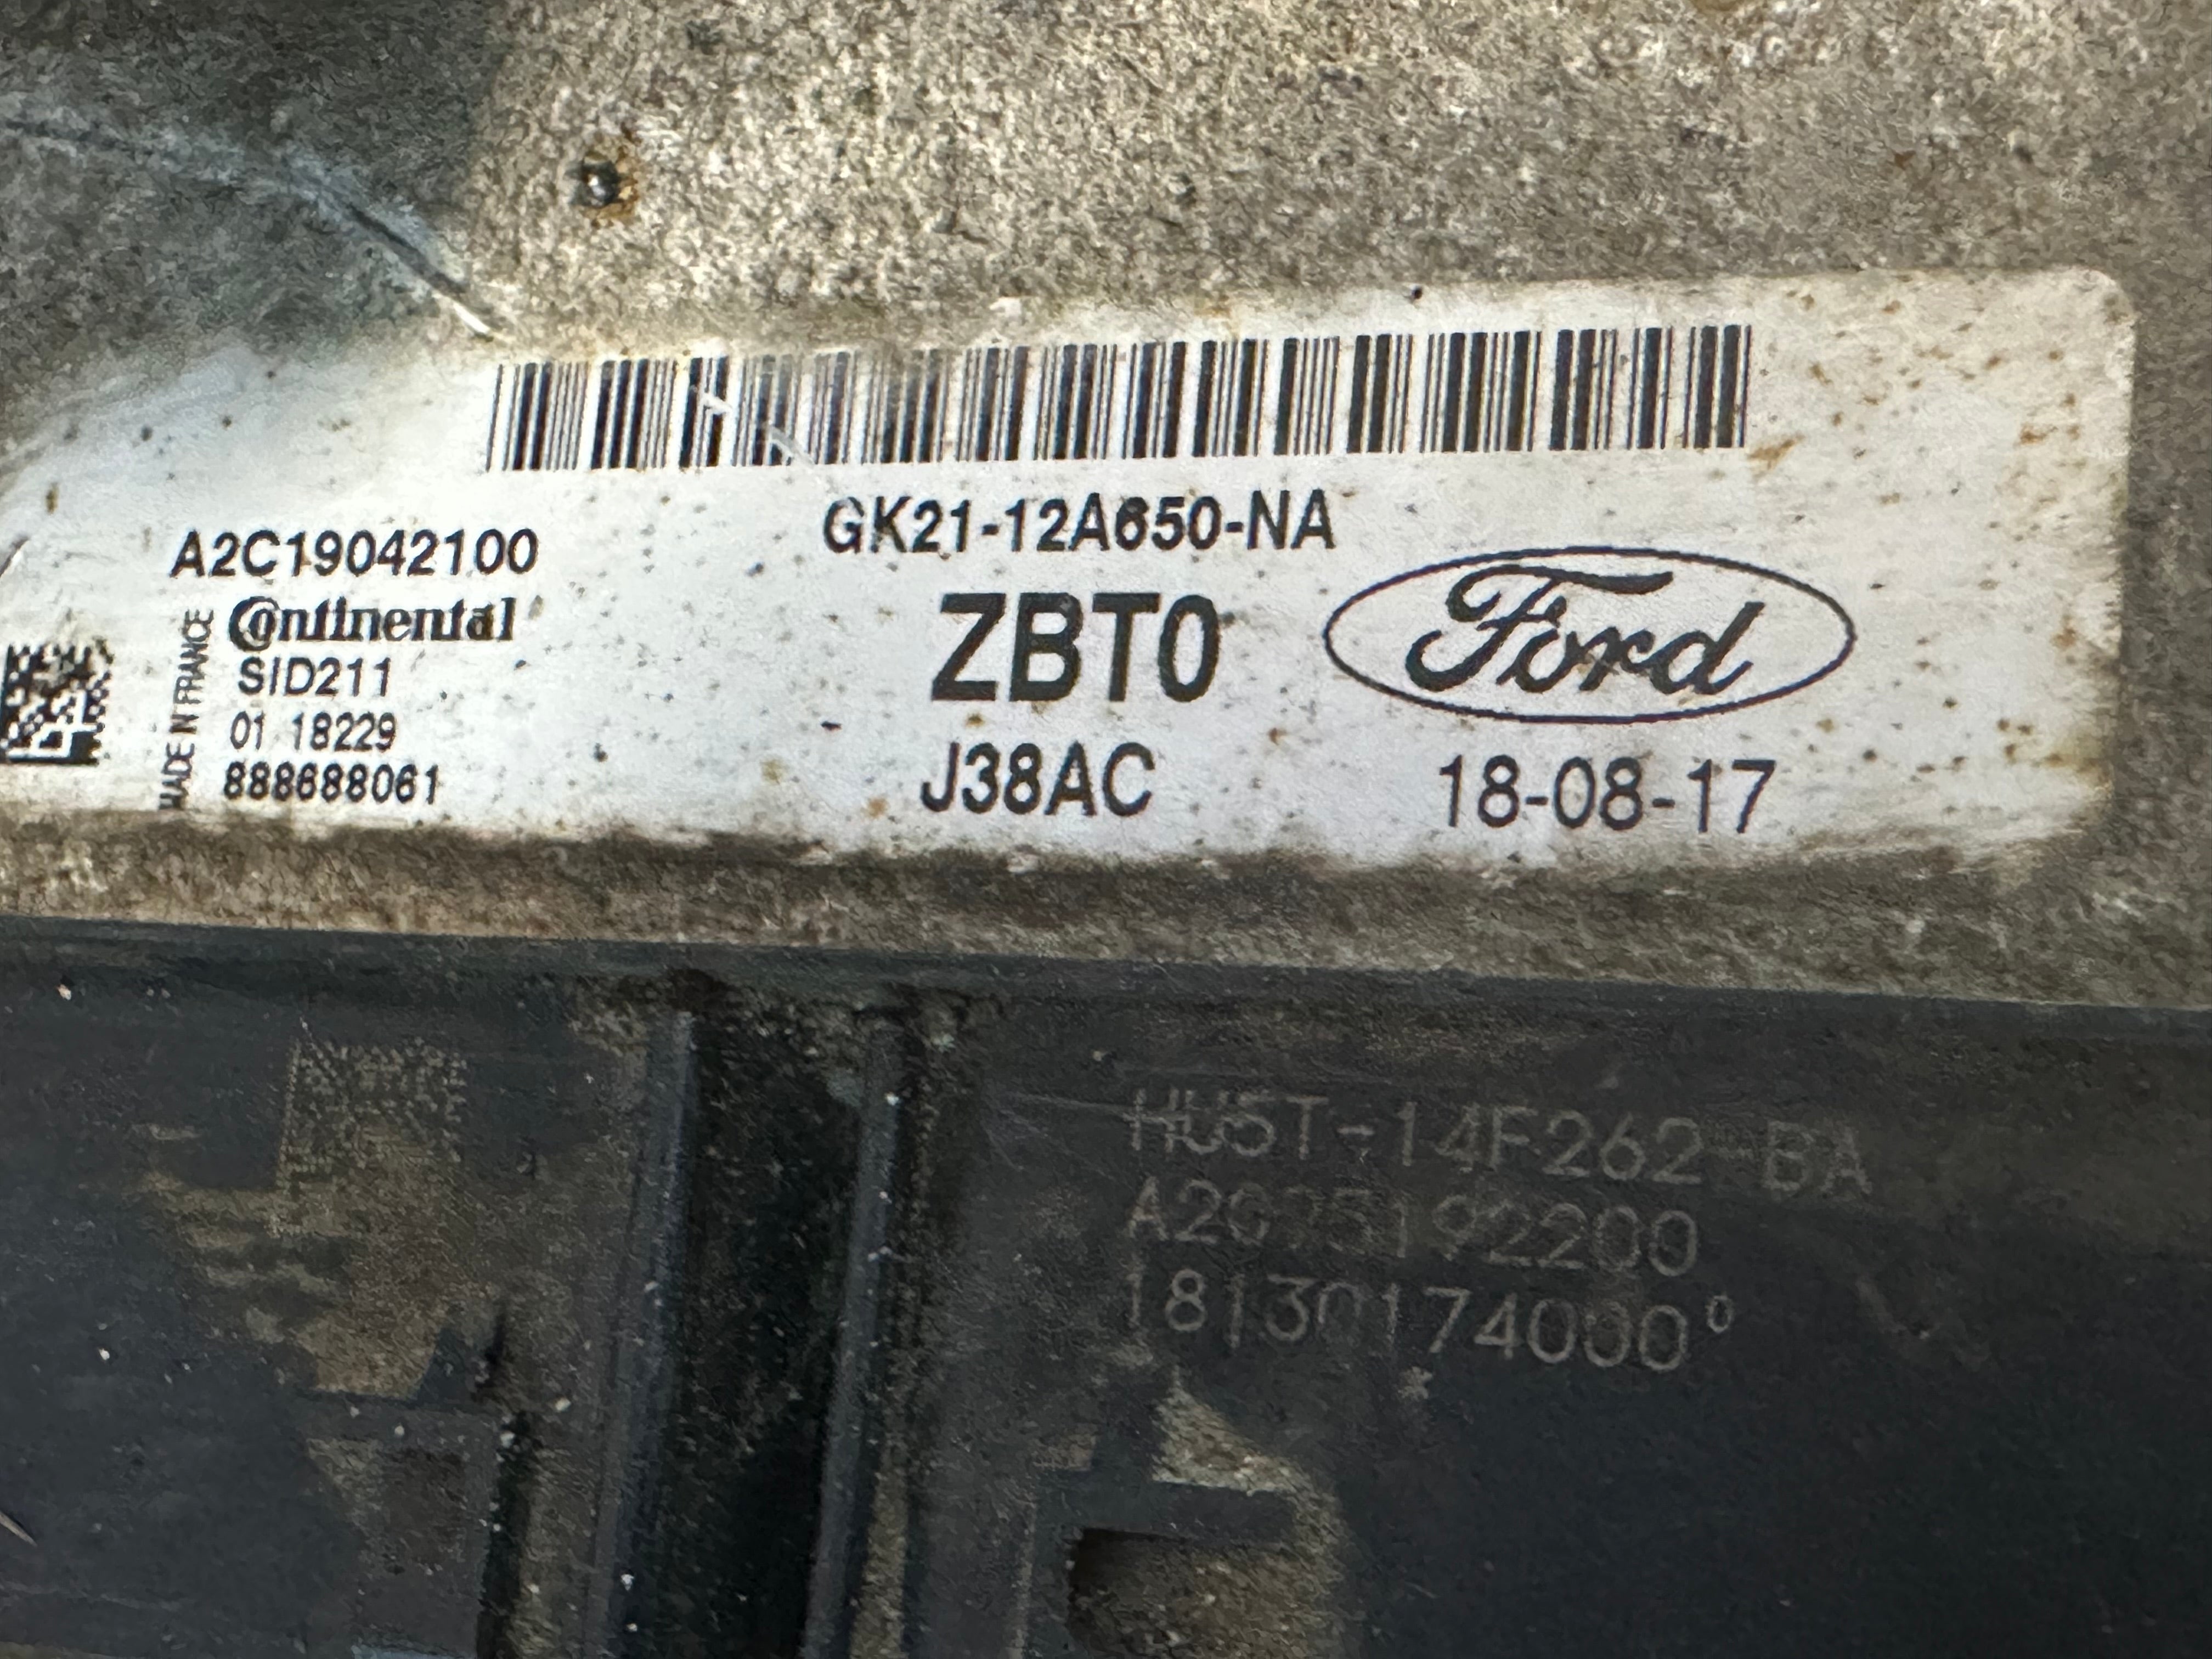 GK21-12A650-NA
A2C19042100
Continental
MADE IN FRANCE
SID211
01 18229
888688061
ZBT0
Ford
J38AC
18-08-17
HU5T-14F262-BA